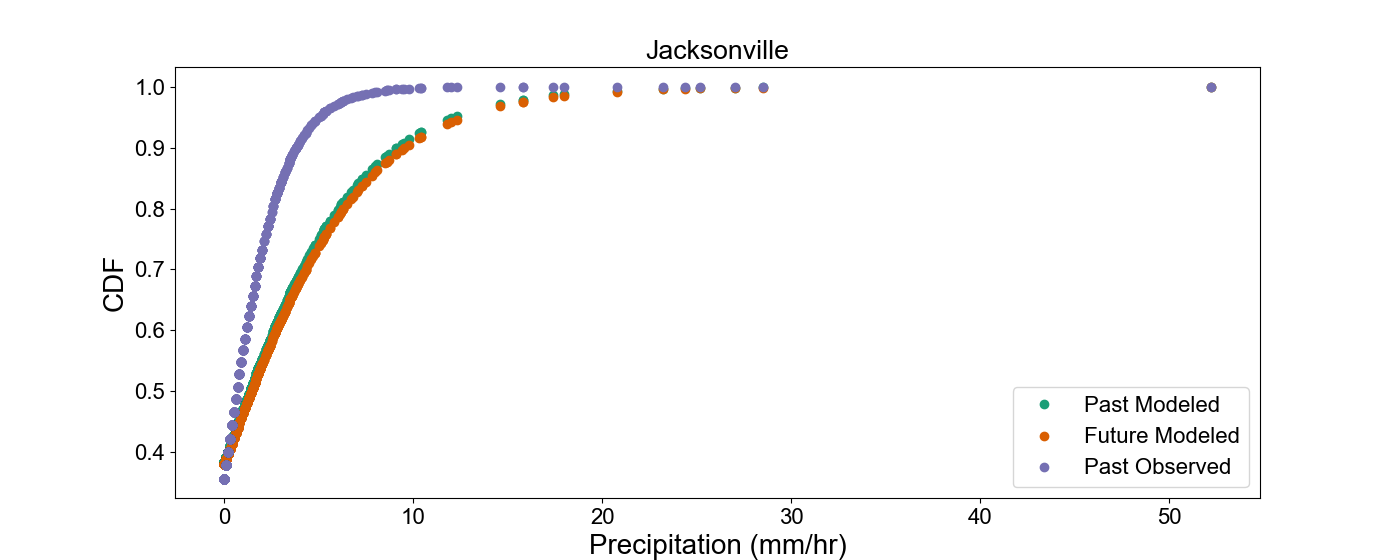 Jacksonville
CDF
1.0
0.9
0.8
0.7
0.6
0.5
0.4
Past Modeled
Future Modeled
Past Observed
0 10 20 30 40 50
Precipitation (mm/hr)